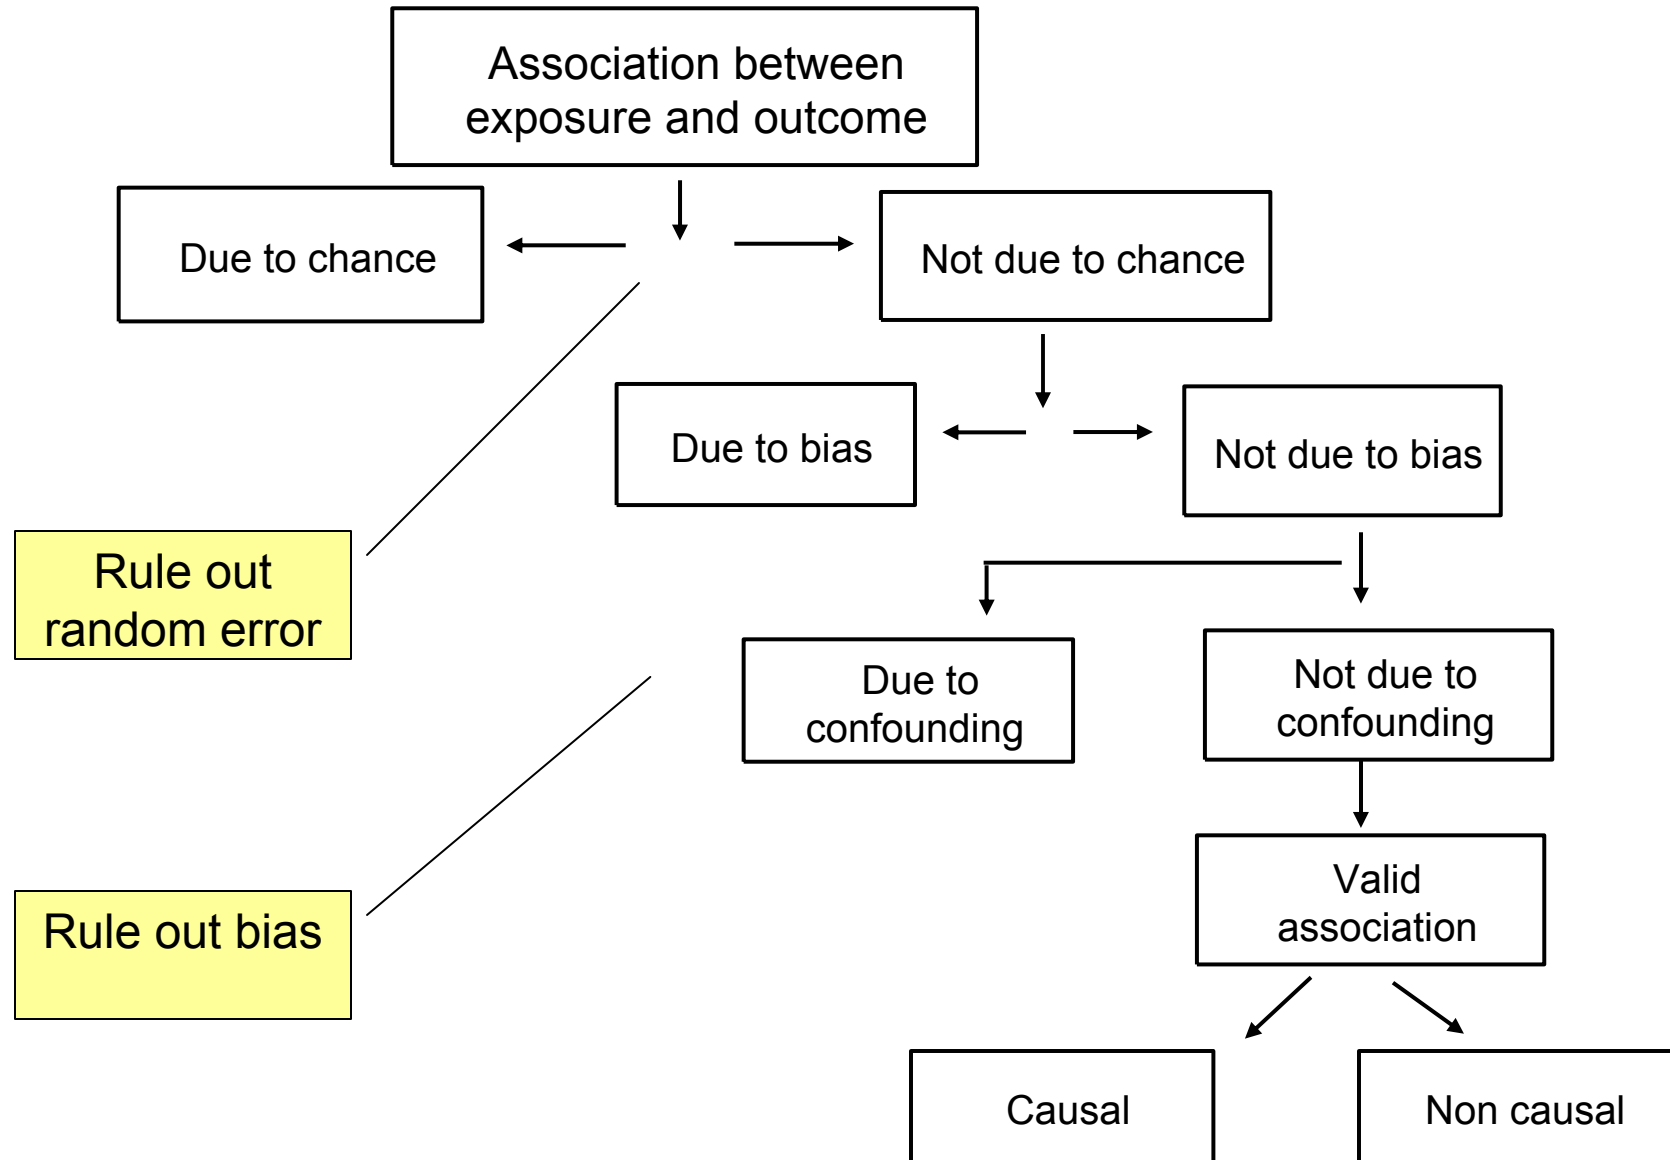 Association between
exposure and outcome
Due to chance
Not due to chance
Due to bias
Not due to bias
Rule out
random error
Due to
confounding
Not due to
confounding
Rule out bias
Valid
association
Causal
Non causal